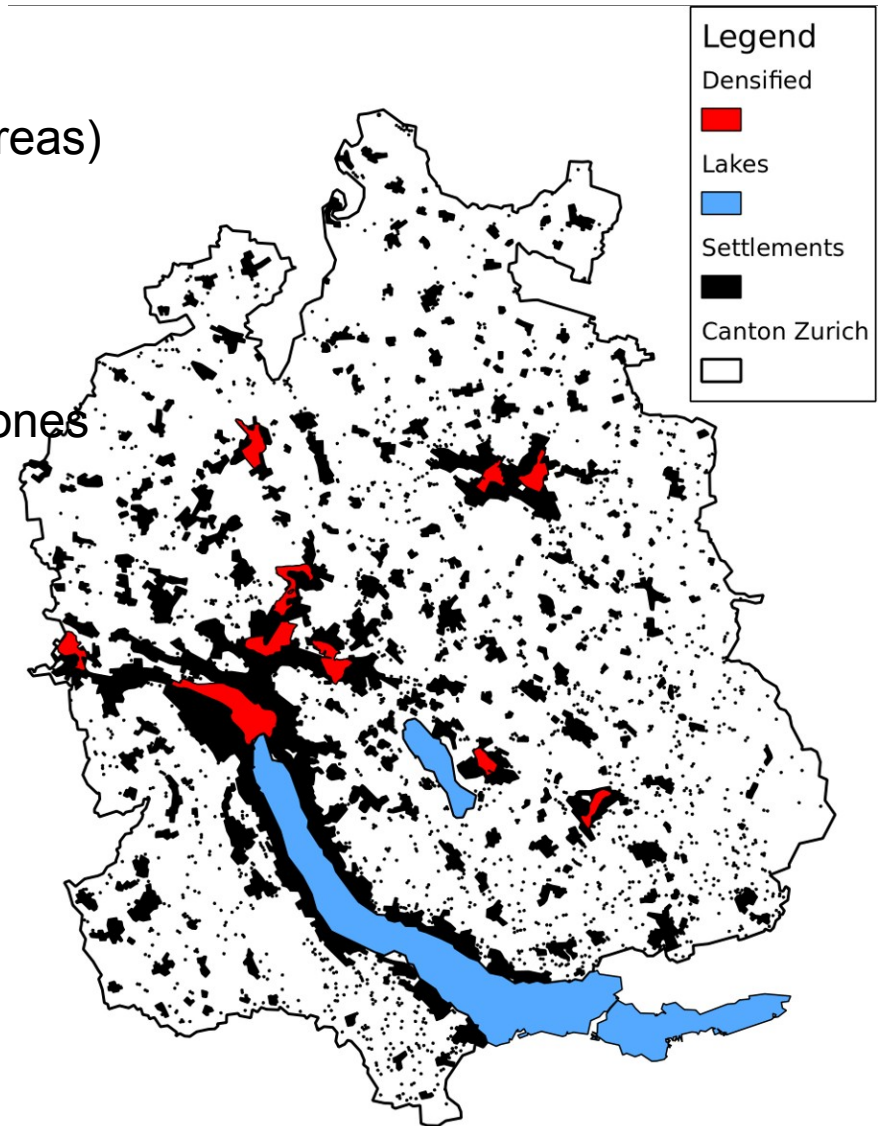 reas)
ones
Legend
Densified
Lakes
Settlements
Canton Zurich